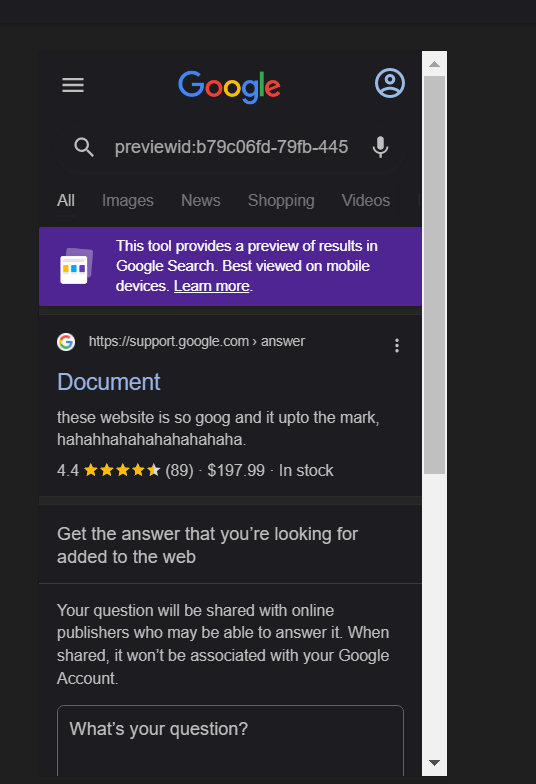 Google
previewid:b79c06fd-79fb-445
All Images News Shopping Videos
This tool provides a preview of results in
Google Search. Best viewed on mobile
devices. Learn more.
https://support.google.com › answer
Document
these website is so goog and it upto the mark,
hahahhahahahahahahaha.
4.4 (89) · $197.99 · In stock
Get the answer that you’re looking for
added to the web
Your question will be shared with online
publishers who may be able to answer it. When
shared, it won’t be associated with your Google
Account.
What’s your question?